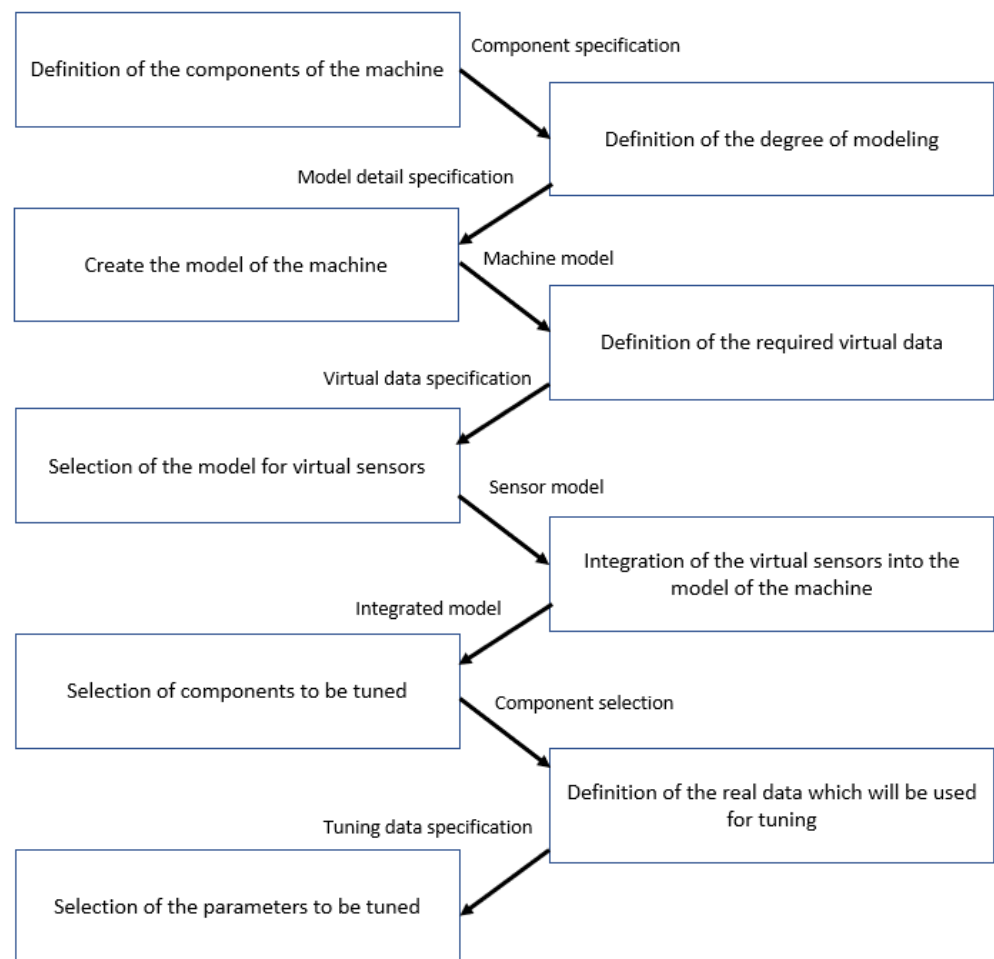 Component specification
Definition of the components of the machine
Definition of the degree of modeling
Model detail specification
Create the model of the machine
Machine model
Definition of the required virtual data
Virtual data specification
Selection of the model for virtual sensors
Sensor model
Integration of the virtual sensors into the
model of the machine
Integrated model
Selection of components to be tuned
Component selection
Definition of the real data which will be used
for tuning
Tuning data specification
Selection of the parameters to be tuned